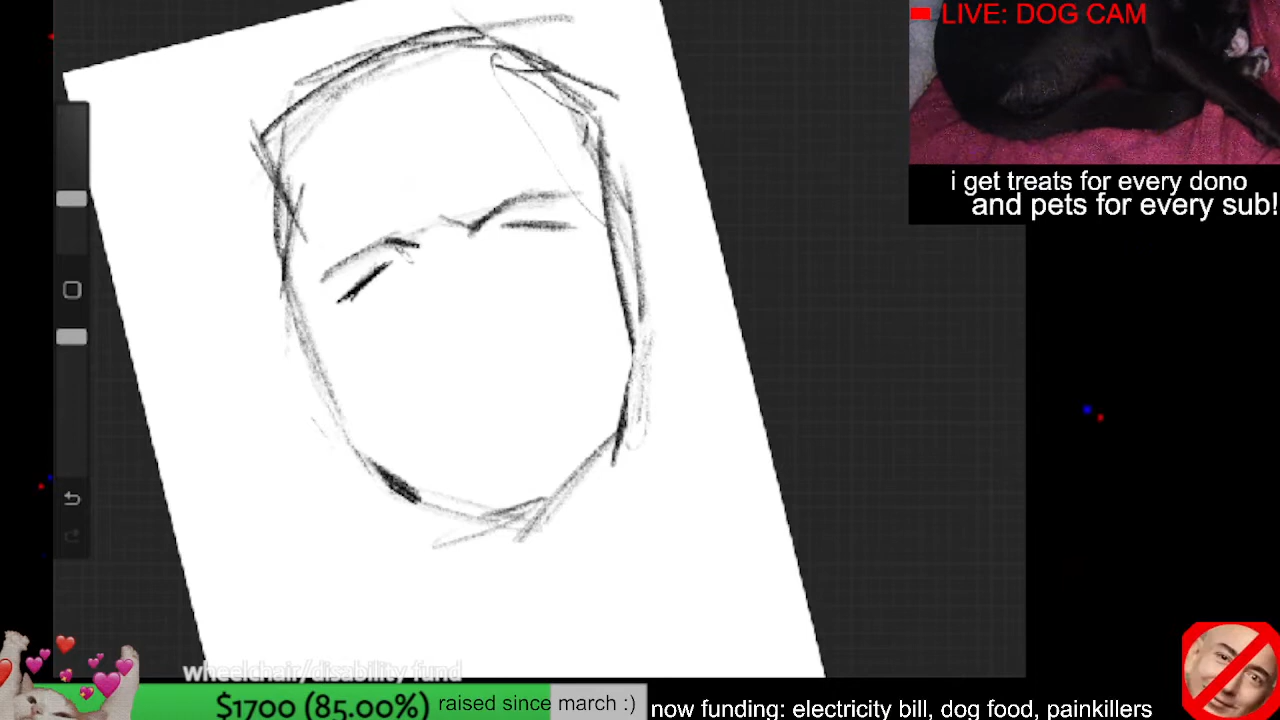 LIVE: DOG CAM
i get treats for every dono
and pets for every sub!
wheelchair/disability fund
$1700 (85.00%) raised since march :)
now funding: electricity bill, dog food, painkillers